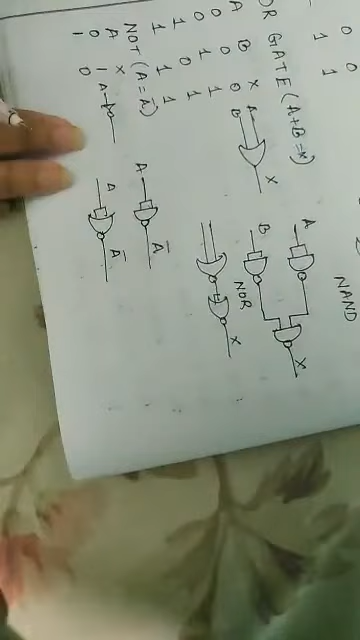 1 0
1
NAND
OR GATE (A+B=X)
A B X
0 0 0
0 1 1
1 0 1
1 1 1
A
B
X
A
B
X
NOR
X
NOT (A=A̅)
A X
0 1
1 0
A
A
A̅
A
A̅